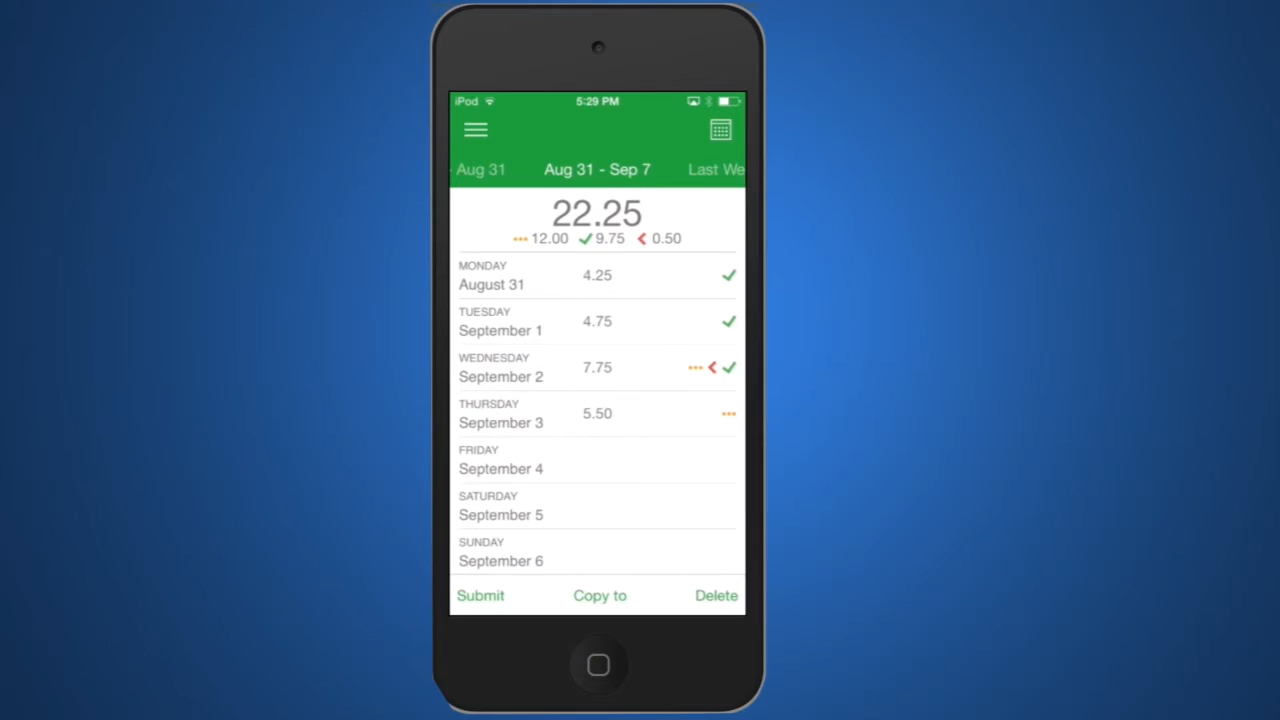 iPod 5:29 PM
Aug 31 Aug 31 - Sep 7 Last We
22.25
12.00 9.75 0.50
MONDAY
August 31 4.25
TUESDAY
September 1 4.75
WEDNESDAY
September 2 7.75
THURSDAY
September 3 5.50
FRIDAY
September 4
SATURDAY
September 5
SUNDAY
September 6
Submit Copy to Delete